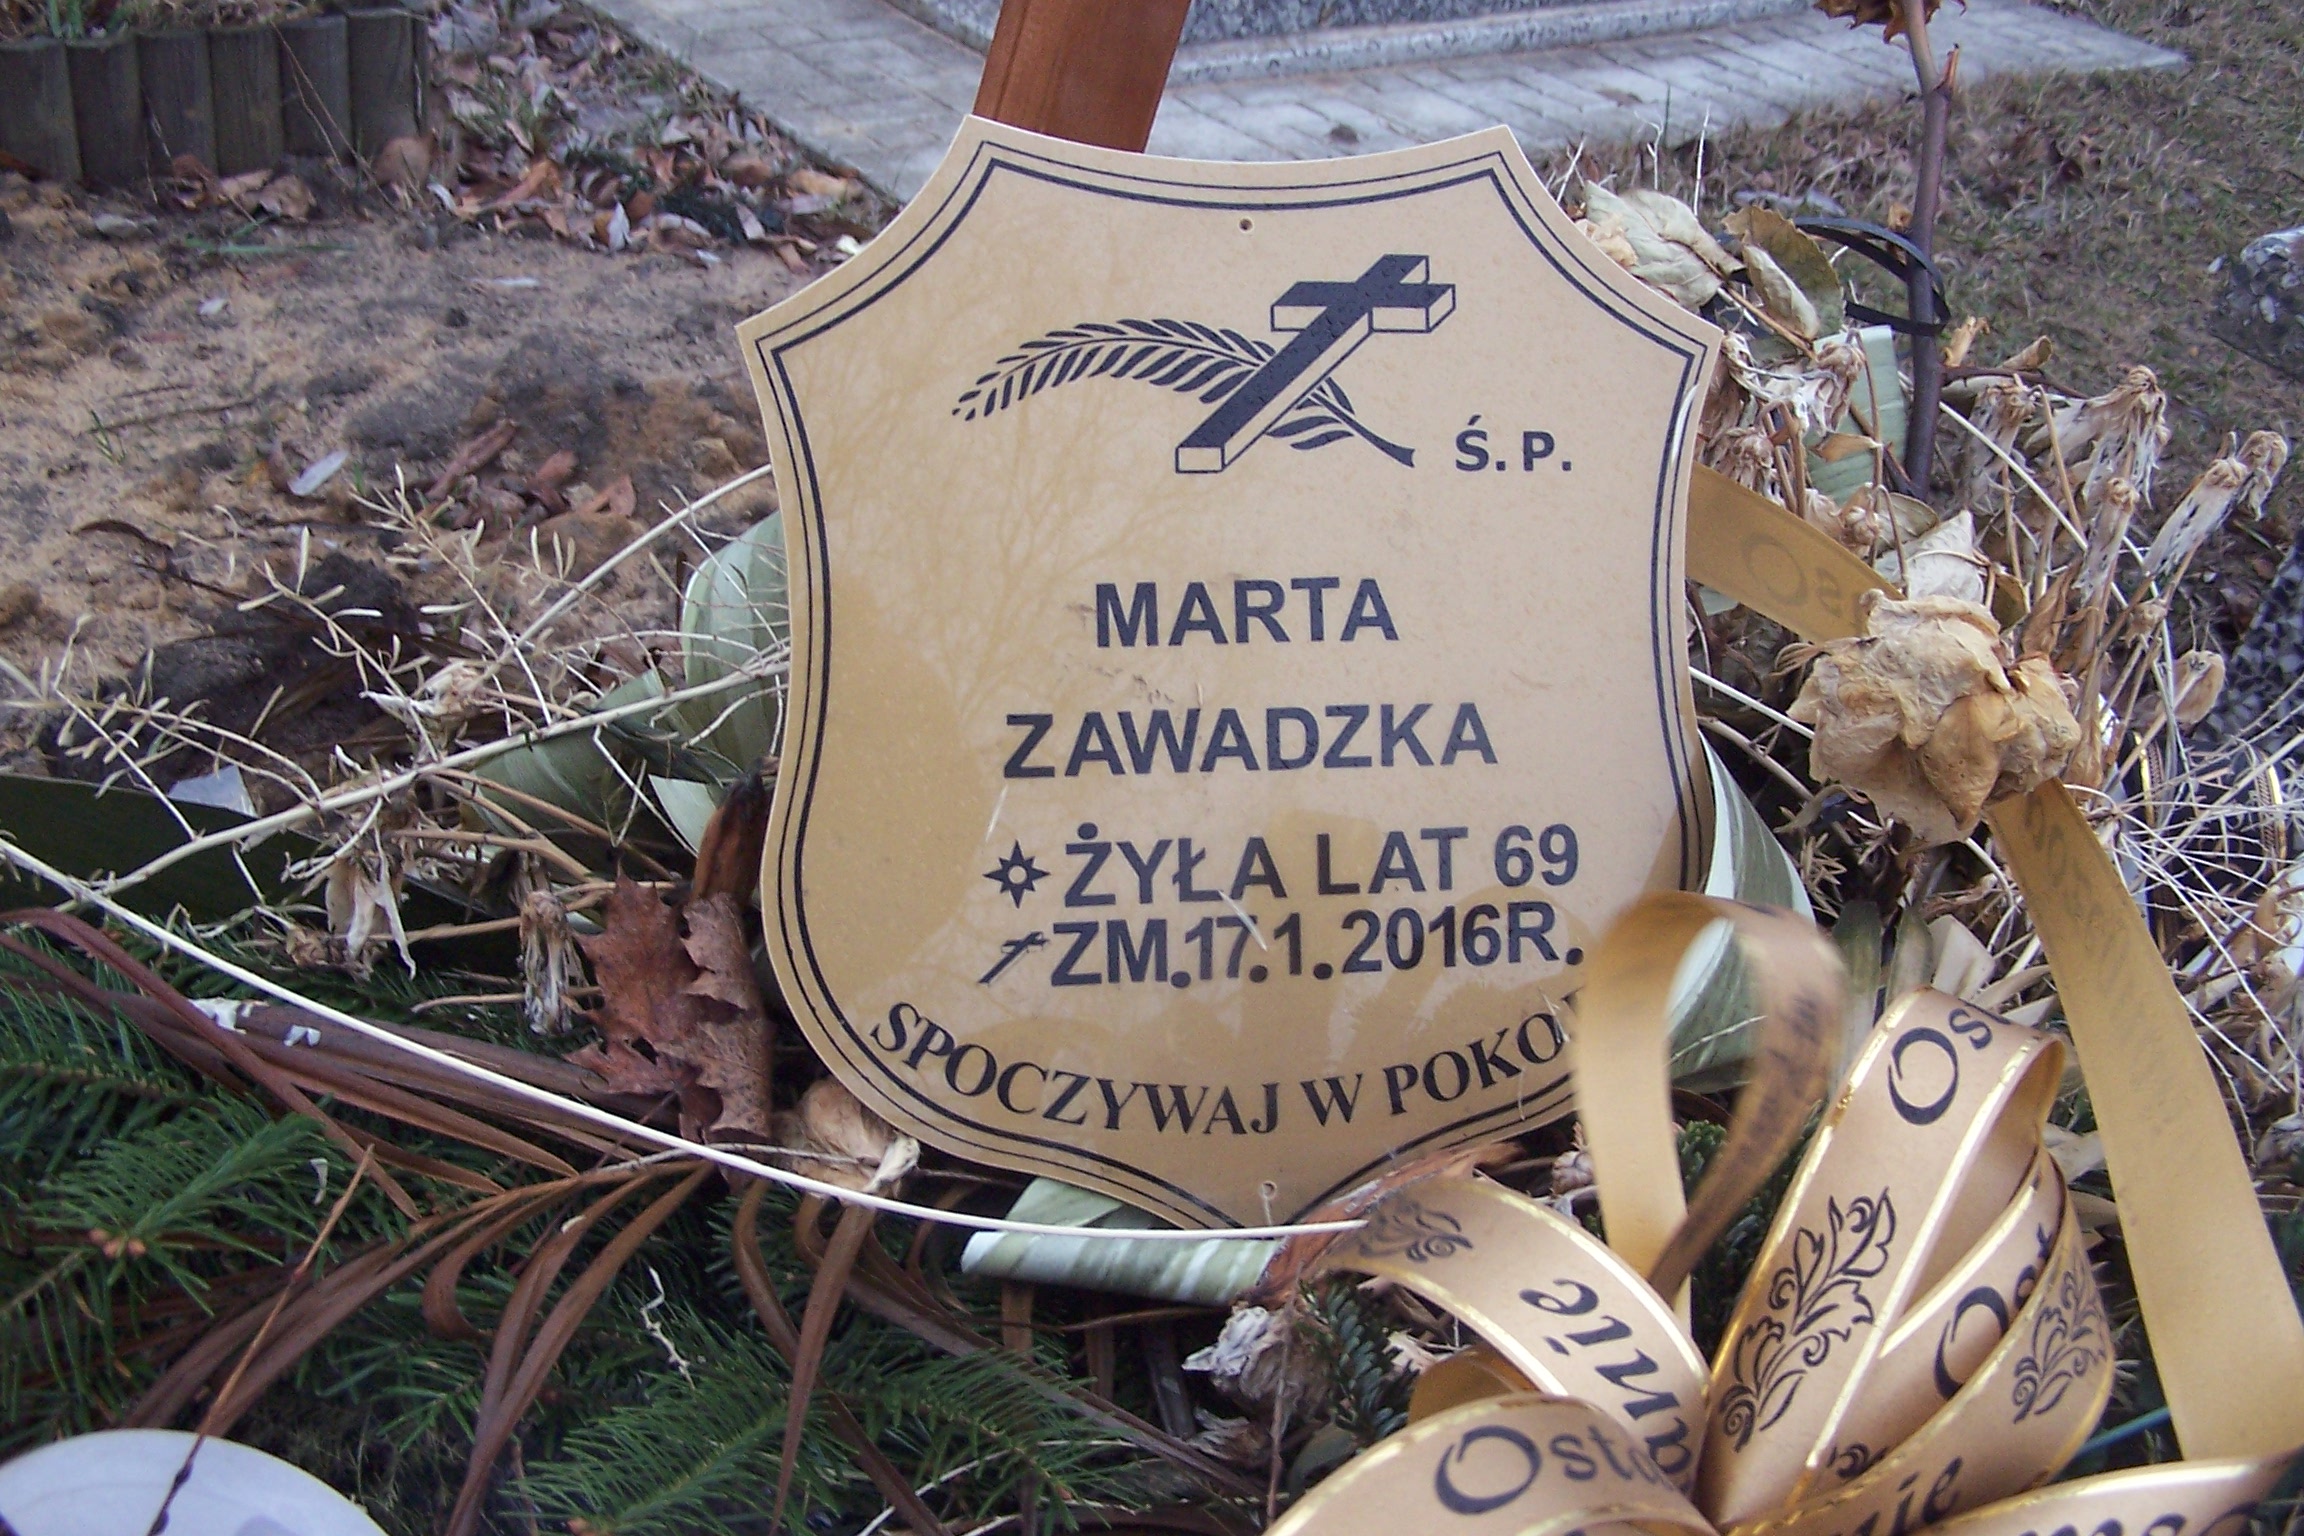 Ś.P.
MARTA
ZAWADZKA
ŻYŁA LAT 69
ZM.17.1.2016R.
SPOCZYWAJ W POKO